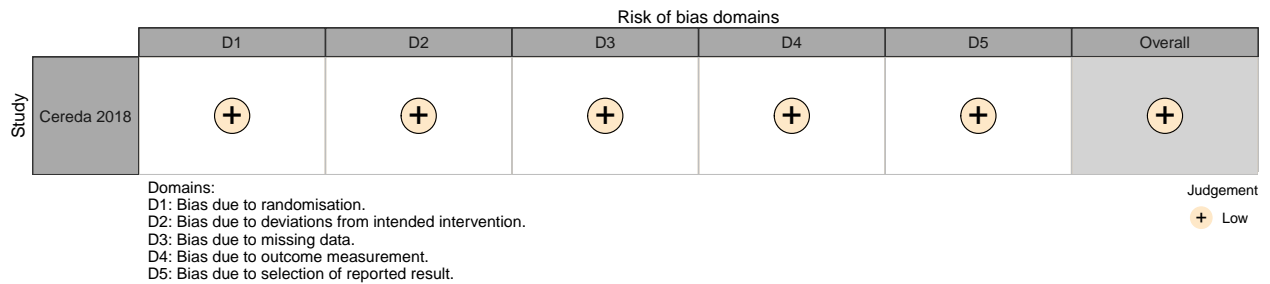 Risk of bias domains
D1 D2 D3 D4 D5 Overall
Study
Cereda 2018 + + + + + +
Domains:
D1: Bias due to randomisation.
D2: Bias due to deviations from intended intervention.
D3: Bias due to missing data.
D4: Bias due to outcome measurement.
D5: Bias due to selection of reported result.
Judgement
+ Low